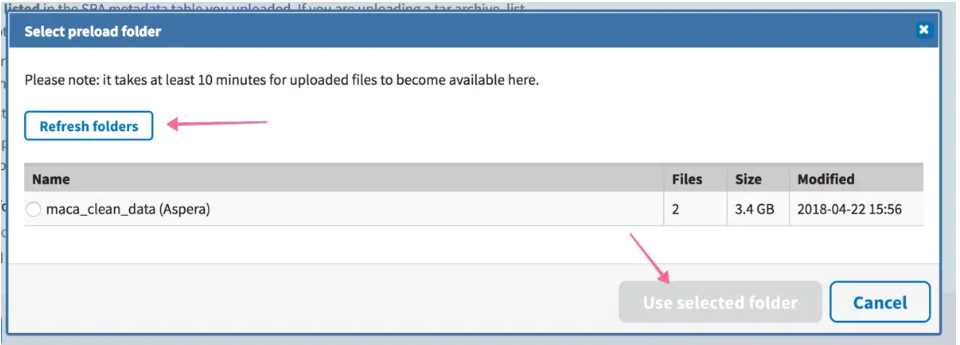 listed in the SRA metadata table you uploaded. If you are uploading a tar archive, list
Select preload folder
Please note: it takes at least 10 minutes for uploaded files to become available here.
Refresh folders
Name Files Size Modified
maca_clean_data (Aspera) 2 3.4 GB 2018-04-22 15:56
Use selected folder Cancel